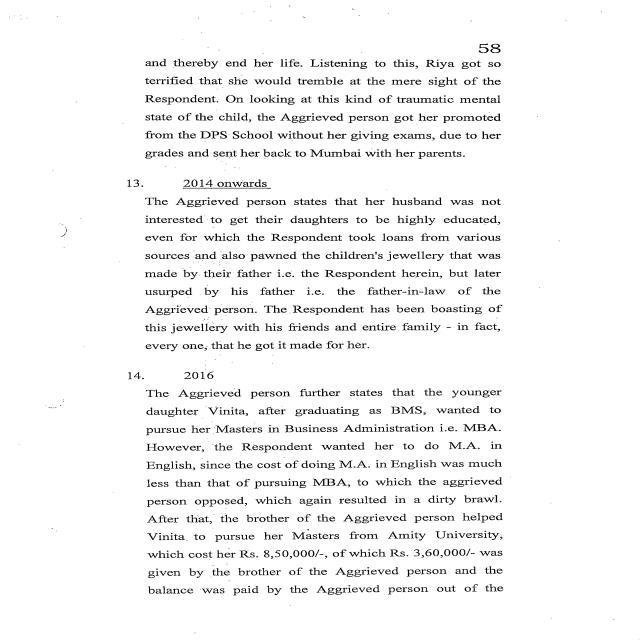 58
and thereby end her life. Listening to this, Riya got so
terrified that she would tremble at the mere sight of the
Respondent. On looking at this kind of traumatic mental
state of the child, the Aggrieved person got her promoted
from the DPS School without her giving exams, due to her
grades and sent her back to Mumbai with her parents.
13. 2014 onwards
The Aggrieved person states that her husband was not
interested to get their daughters to be highly educated,
even for which the Respondent took loans from various
sources and also pawned the children's jewellery that was
made by their father i.e. the Respondent herein, but later
usurped by his father i.e. the father-in-law of the
Aggrieved person. The Respondent has been boasting of
this jewellery with his friends and entire family - in fact,
every one, that he got it made for her.
14. 2016
The Aggrieved person further states that the younger
daughter Vinita, after graduating as BMS, wanted to
pursue her Masters in Business Administration i.e. MBA.
However, the Respondent wanted her to do M.A. in
English, since the cost of doing M.A. in English was much
less than that of pursuing MBA, to which the aggrieved
person opposed, which again resulted in a dirty brawl.
After that, the brother of the Aggrieved person helped
Vinita to pursue her Masters from Amity University,
which cost her Rs. 8,50,000/-, of which Rs. 3,60,000/- was
given by the brother of the Aggrieved person and the
balance was paid by the Aggrieved person out of the